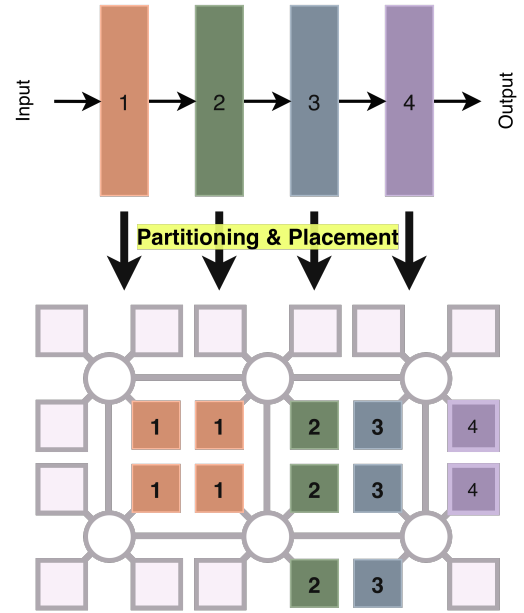 Input
1
2
3
4
Output
Partitioning & Placement
1 1 2 3 4
1 1 2 3 4
2 3